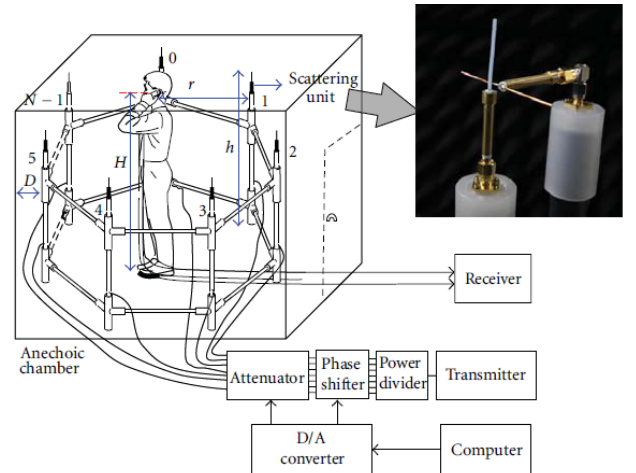 0
N − 1
r
1
Scattering
unit
5
H
h
2
D
4
3
Receiver
Anechoic
chamber
Attenuator
Phase
shifter
Power
divider
Transmitter
D/A
converter
Computer